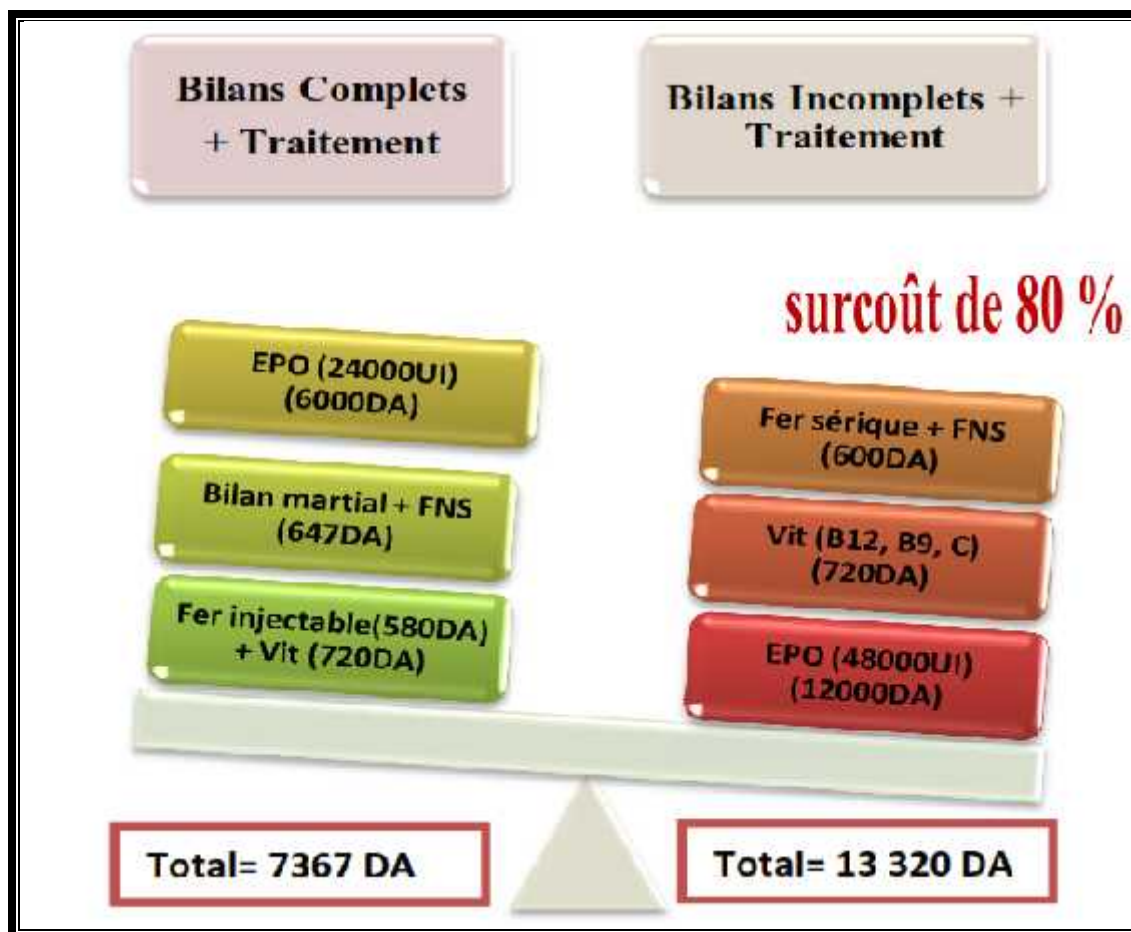 Bilans Complets
+ Traitement
Bilans Incomplets +
Traitement
surcoût de 80 %
EPO (24000UI)
(6000DA)
Bilan martial + FNS
(647DA)
Fer injectable(580DA)
+ Vit (720DA)
Fer sérique + FNS
(600DA)
Vit (B12, B9, C)
(720DA)
EPO (48000UI)
(12000DA)
Total= 7367 DA
Total= 13 320 DA